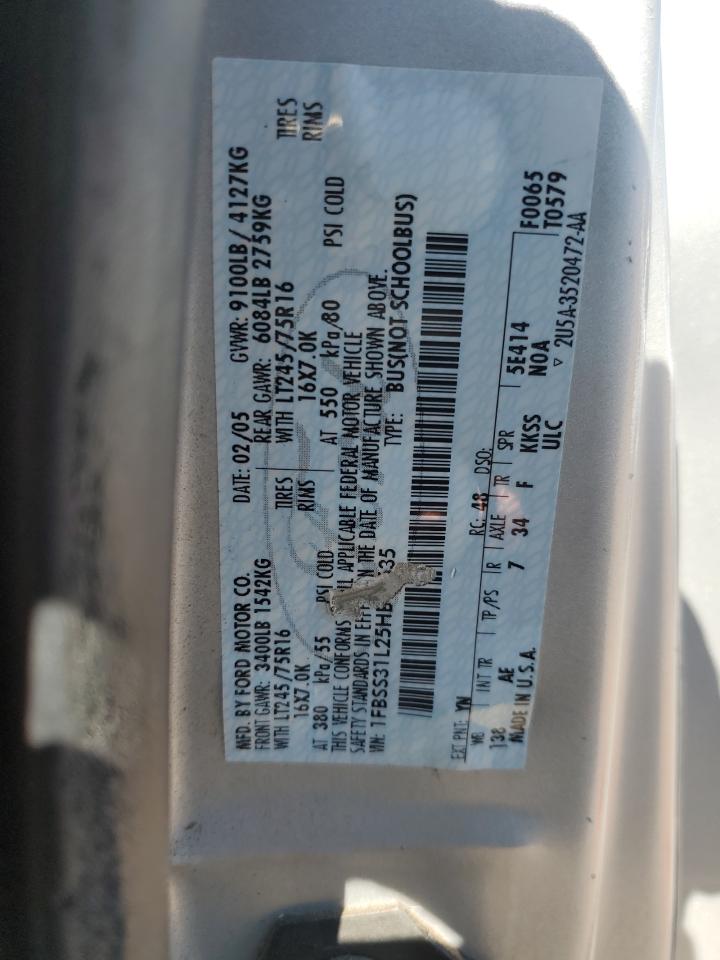 MFD. BY FORD MOTOR CO.
DATE: 02/05 GVWR: 9100LB / 4127KG
FRONT GAWR: 3400LB 1542KG REAR GAWR: 6084LB 2759KG
WITH LT245/75R16 TIRES WITH LT245/75R16 TIRES
16X7.0K RIMS 16X7.0K RIMS
AT 380 kPa/55 PSI COLD AT 550 kPa/80 PSI COLD
THIS VEHICLE CONFORMS ALL APPLICABLE FEDERAL MOTOR VEHICLE
SAFETY STANDARDS IN THE DATE OF MANUFACTURE SHOWN ABOVE.
VIN: 1FBSS31L25H 35 TYPE: BUS(NOT SCHOOLBUS)
EXT PNT: YN RC: 48 DSO:
WB INT TR TP/PS R AXLE TR SPR 5E414 F0065
138 AE 7 34 F KKSS N0A T0579
MADE IN U.S.A. ULC
▽ 2U5A-3520472-AA